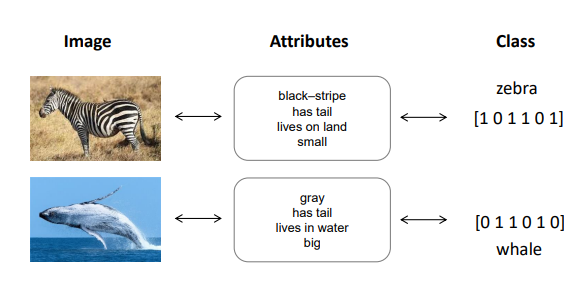 Image Attributes Class
black–stripe
has tail
lives on land
small
zebra
[1 0 1 1 0 1]
gray
has tail
lives in water
big
[0 1 1 0 1 0]
whale